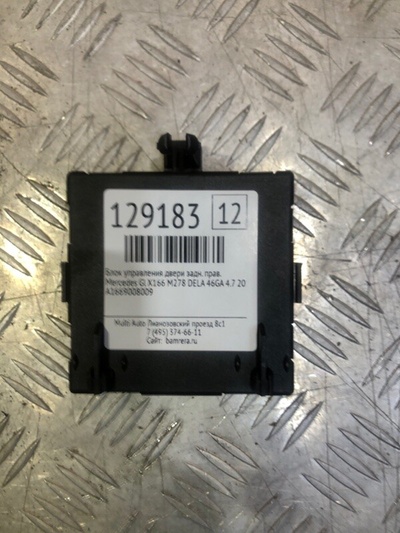 129183 12
Блок управления двери задн. прав.
Mercedes Gl X166 M278 DELA 46GA 4.7 20
A1669008009
Multi Auto Лианозовский проезд 8с1
7 (495) 374-66-11
Сайт: bamrera.ru